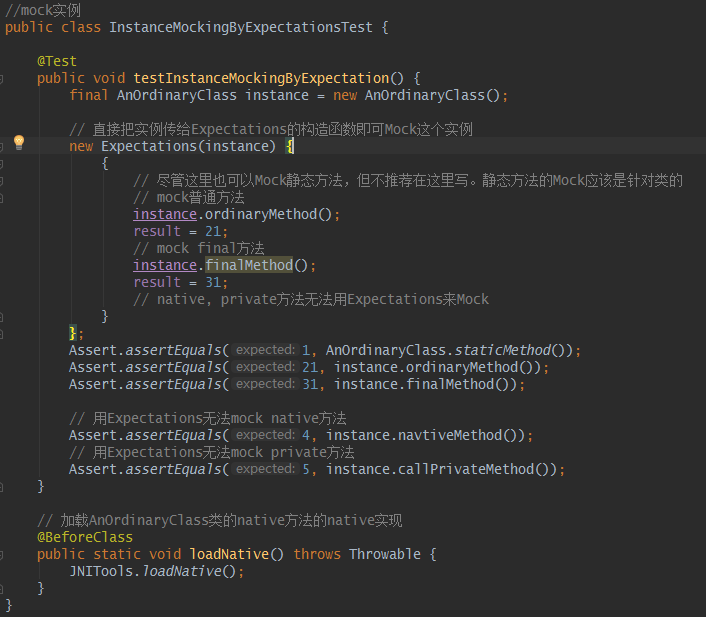 //mock实例
public class InstanceMockingByExpectationsTest {
@Test
public void testInstanceMockingByExpectation() {
final AnOrdinaryClass instance = new AnOrdinaryClass();
// 直接把实例传给Expectations的构造函数即可Mock这个实例
new Expectations(instance) {
{
// 尽管这里也可以Mock静态方法，但不推荐在这里写。静态方法的Mock应该是针对类的
// mock普通方法
instance.ordinaryMethod();
result = 21;
// mock final方法
instance.finalMethod();
result = 31;
// native, private方法无法用Expectations来Mock
}
};
Assert.assertEquals( expected: 1, AnOrdinaryClass.staticMethod());
Assert.assertEquals( expected: 21, instance.ordinaryMethod());
Assert.assertEquals( expected: 31, instance.finalMethod());
// 用Expectations无法mock native方法
Assert.assertEquals( expected: 4, instance.navtiveMethod());
// 用Expectations无法mock private方法
Assert.assertEquals( expected: 5, instance.callPrivateMethod());
}
// 加载AnOrdinaryClass类的native方法的native实现
@BeforeClass
public static void loadNative() throws Throwable {
JNITools.loadNative();
}
}